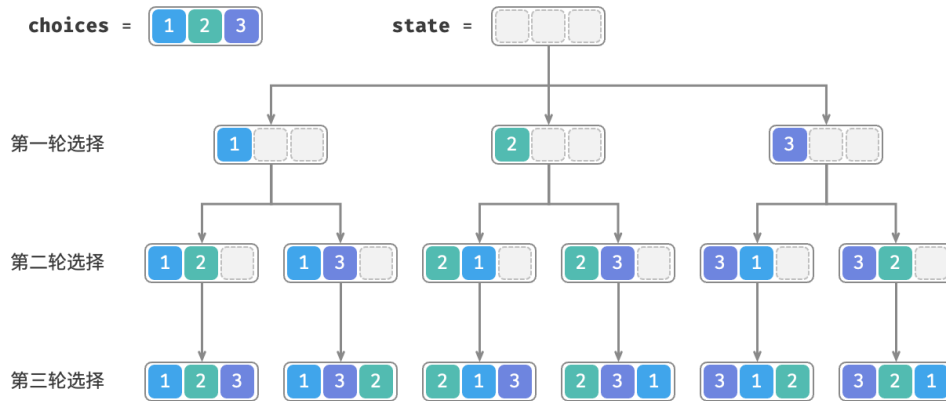 choices = 1 2 3
state =
第一轮选择
1
2
3
第二轮选择
1 2
1 3
2 1
2 3
3 1
3 2
第三轮选择
1 2 3
1 3 2
2 1 3
2 3 1
3 1 2
3 2 1